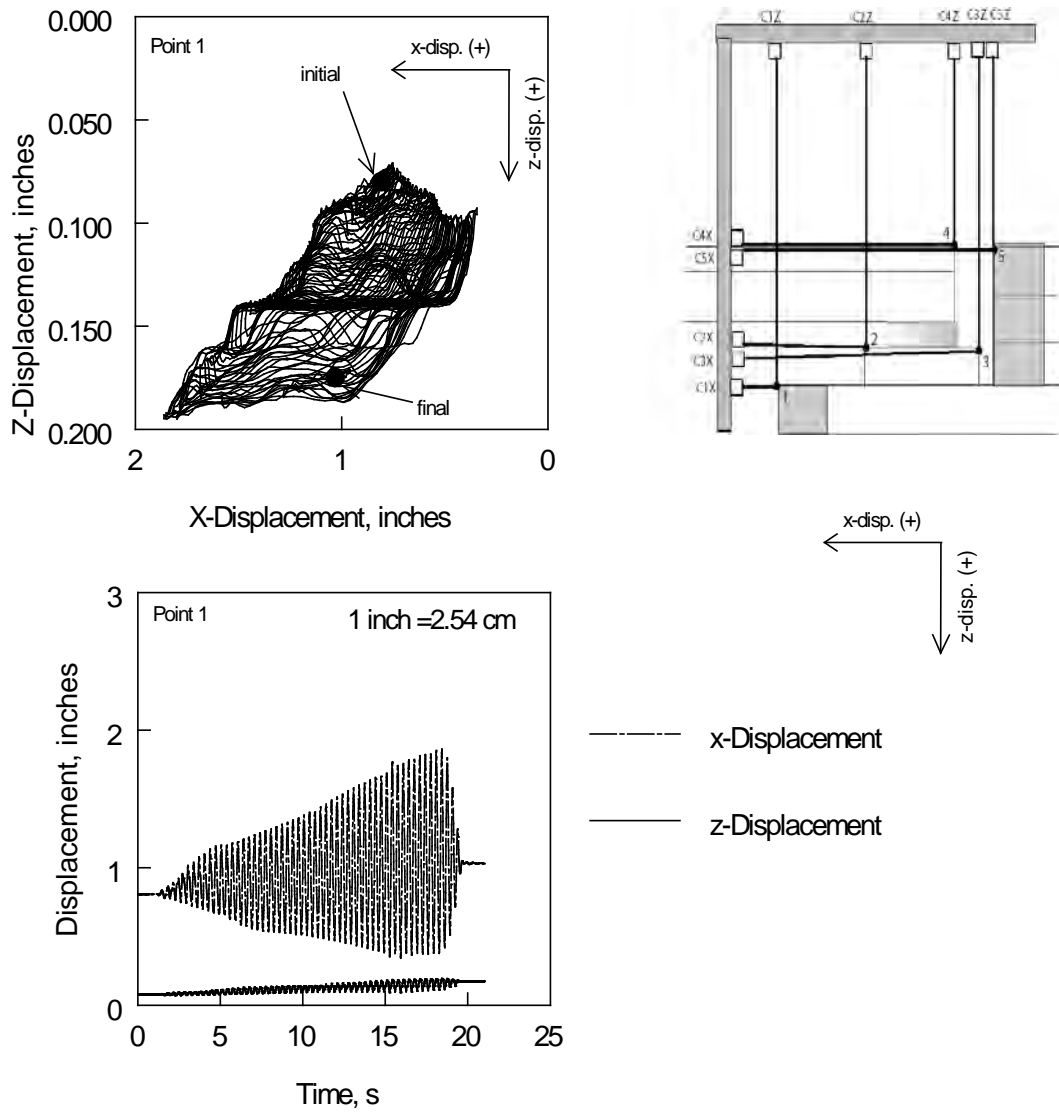 Point 1
x-disp. (+)
z-disp. (+)
initial
final
0.000
0.050
0.100
0.150
0.200
2
1
0
Z-Displacement, inches
X-Displacement, inches
C1Z
C2Z
C4Z
C3Z
C5Z
C4X
C5X
C2X
C3X
C1X
4
5
2
3
1
x-disp. (+)
z-disp. (+)
Point 1
1 inch =2.54 cm
3
2
1
0
0
5
10
15
20
25
Displacement, inches
Time, s
x-Displacement
z-Displacement